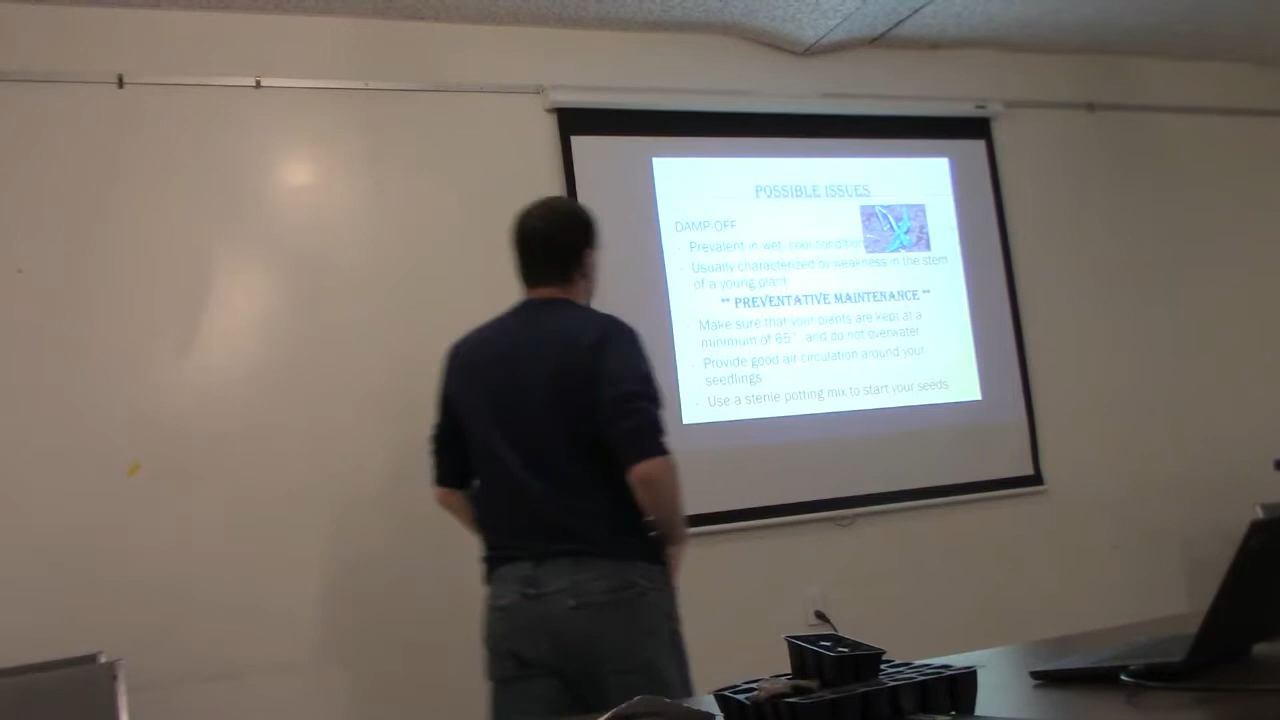 POSSIBLE ISSUES
DAMP-OFF
- Prevalent in wet, cool condition
- Usually characterized by weakness in the stem
of a young plant
** PREVENTATIVE MAINTENANCE **
- Make sure that your plants are kept at a
minimum of 65° and do not overwater
- Provide good air circulation around your
seedlings
- Use a sterile potting mix to start your seeds